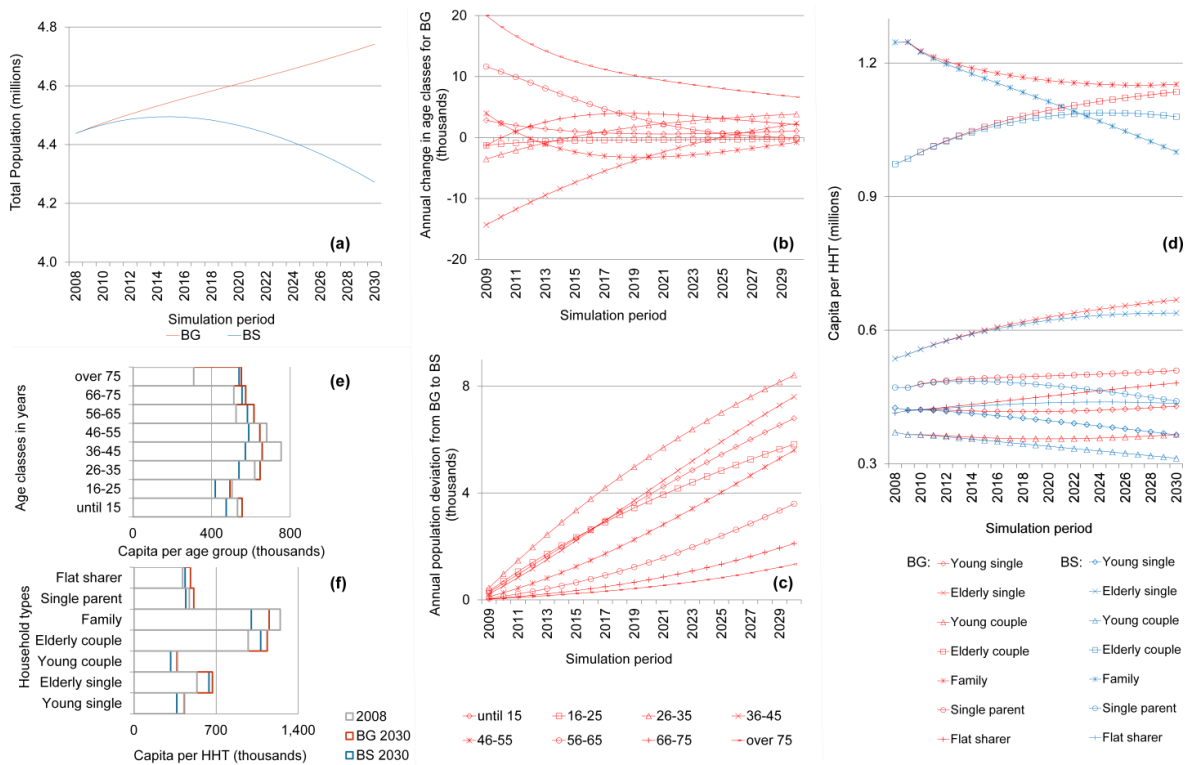 4.8
4.6
4.4
4.2
4.0
Total Population (millions)
(a)
2008
2010
2012
2014
2016
2018
2020
2022
2024
2026
2028
2030
Simulation period
BG
BS
20
10
0
-10
-20
Annual change in age classes for BG
(thousands)
(b)
2009
2011
2013
2015
2017
2019
2021
2023
2025
2027
2029
Simulation period
1.2
0.9
0.6
0.3
Capita per HHT (millions)
(d)
2008
2010
2012
2014
2016
2018
2020
2022
2024
2026
2028
2030
Simulation period
BG:
Young single
Elderly single
Young couple
Elderly couple
Family
Single parent
Flat sharer
BS:
Young single
Elderly single
Young couple
Elderly couple
Family
Single parent
Flat sharer
Age classes in years
over 75
66-75
56-65
46-55
36-45
26-35
16-25
until 15
(e)
0
400
800
Capita per age group (thousands)
Household types
Flat sharer
Single parent
Family
Elderly couple
Young couple
Elderly single
Young single
(f)
0
700
1,400
Capita per HHT (thousands)
2008
BG 2030
BS 2030
8
4
0
Annual population deviation from BG to BS
(thousands)
(c)
2009
2011
2013
2015
2017
2019
2021
2023
2025
2027
2029
Simulation period
until 15
16-25
26-35
36-45
46-55
56-65
66-75
over 75